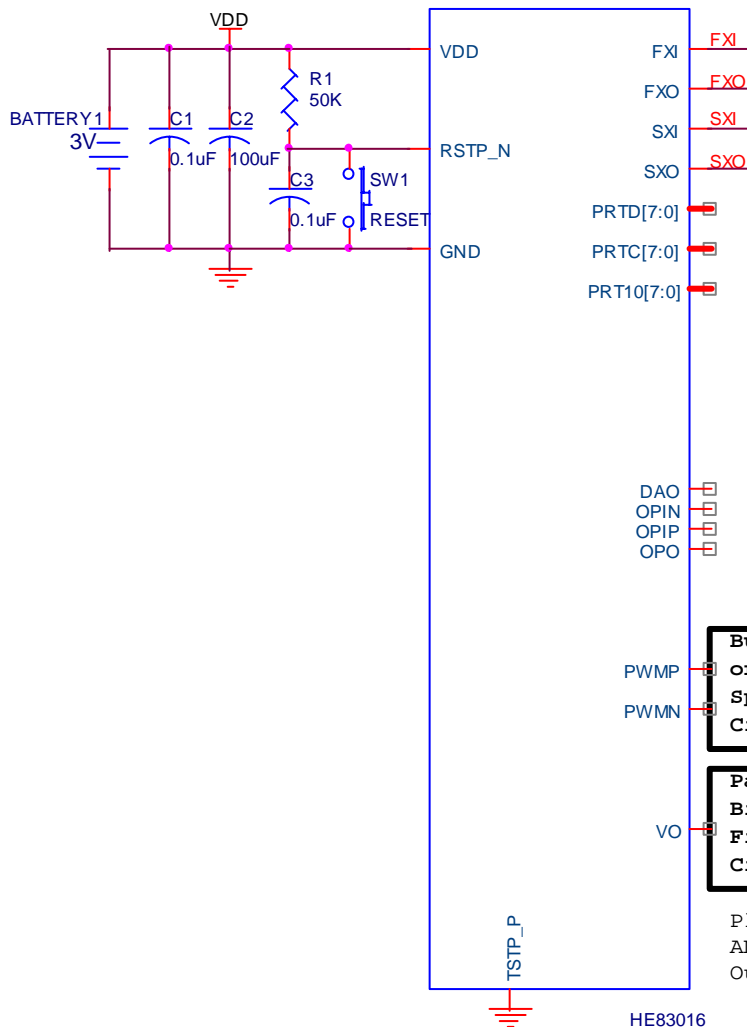 VDD
BATTERY1
3V
C1
0.1uF
C2
100uF
R1
50K
C3
0.1uF
SW1
RESET
VDD
RSTP_N
GND
FXI
FXO
SXI
SXO
FXI
FXO
SXI
SXO
PRTD[7:0]
PRTC[7:0]
PRT10[7:0]
DAO
OPIN
OPIP
OPO
PWMP
PWMN
VO
TSTP_P
HE83016